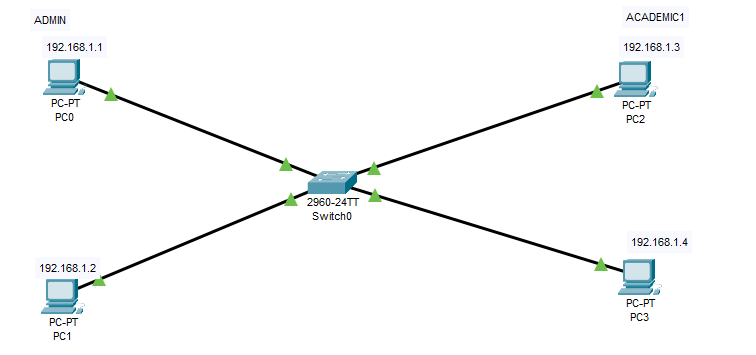 ADMIN
192.168.1.1
PC-PT
PC0
ACADEMIC1
192.168.1.3
PC-PT
PC2
2960-24TT
Switch0
192.168.1.2
PC-PT
PC1
192.168.1.4
PC-PT
PC3